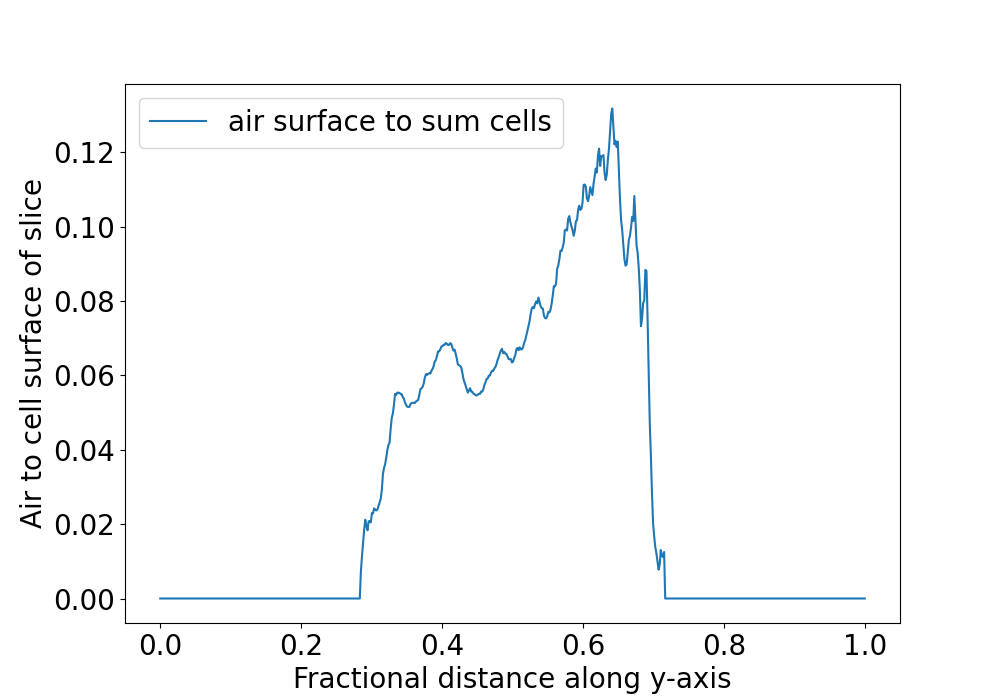 air surface to sum cells
Air to cell surface of slice
0.12
0.10
0.08
0.06
0.04
0.02
0.00
0.0 0.2 0.4 0.6 0.8 1.0
Fractional distance along y-axis